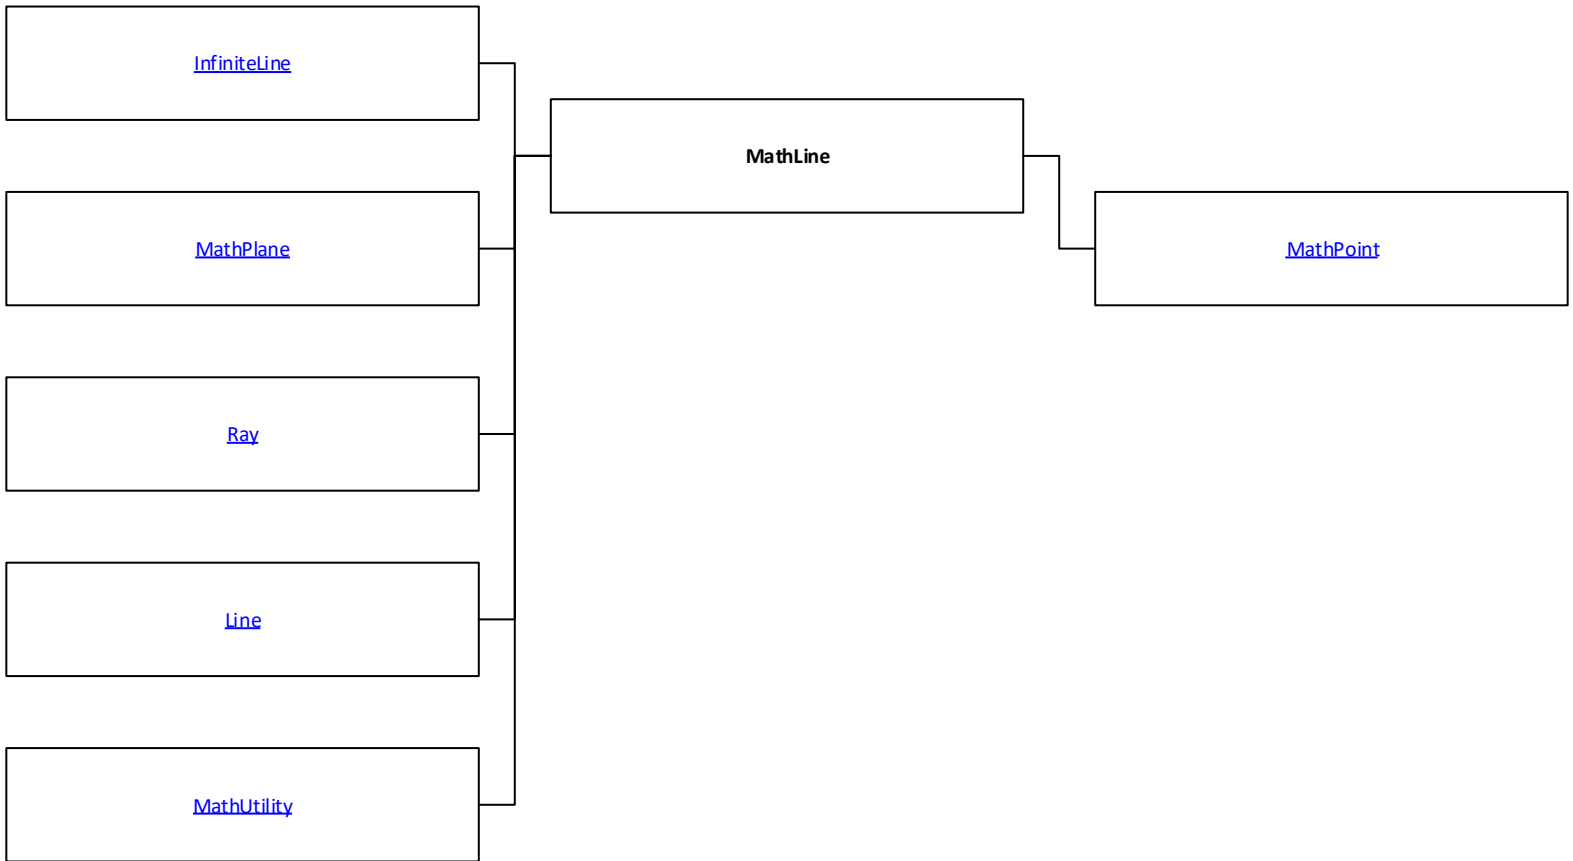 InfiniteLine
MathLine
MathPlane
MathPoint
Ray
Line
MathUtility